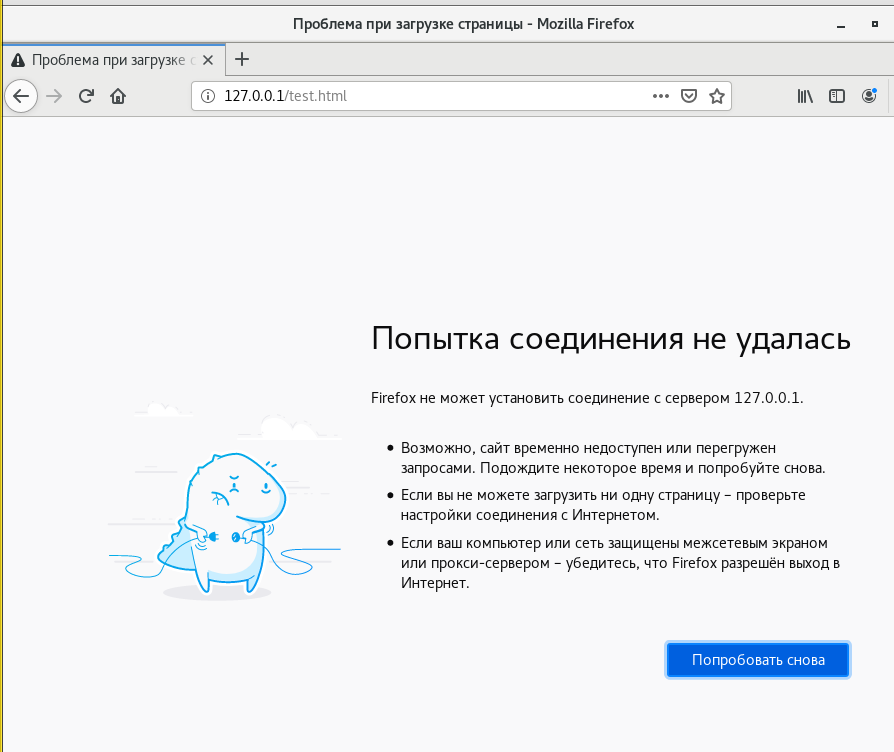 Проблема при загрузке страницы - Mozilla Firefox
Проблема при загрузке с
127.0.0.1/test.html
Попытка соединения не удалась
Firefox не может установить соединение с сервером 127.0.0.1.
Возможно, сайт временно недоступен или перегружен
запросами. Подождите некоторое время и попробуйте снова.
Если вы не можете загрузить ни одну страницу – проверьте
настройки соединения с Интернетом.
Если ваш компьютер или сеть защищены межсетевым экраном
или прокси-сервером – убедитесь, что Firefox разрешён выход в
Интернет.
Попробовать снова